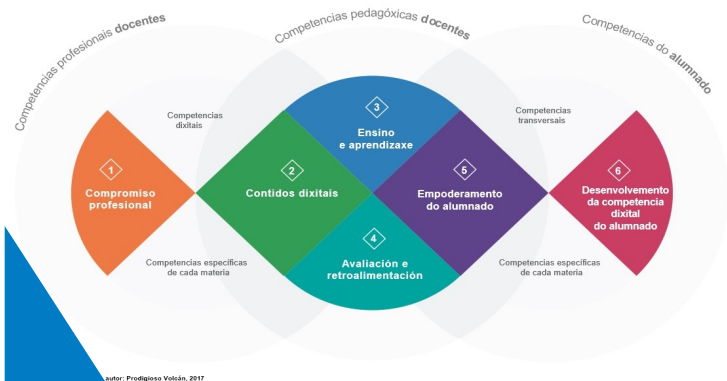 Competencias profesionais docentes
Competencias pedagóxicas docentes
Competencias do alumnado
Competencias
dixitais
Competencias
transversais
3
Ensino
e aprendizaxe
1
Compromiso
profesional
2
Contidos dixitais
5
Empoderamento
do alumnado
6
Desenvolvemento
da competencia
dixital
do alumnado
4
Avaliación e
retroalimentación
Competencias específicas
de cada materia
Competencias específicas
de cada materia
autor: Prodigioso Volcán, 2017